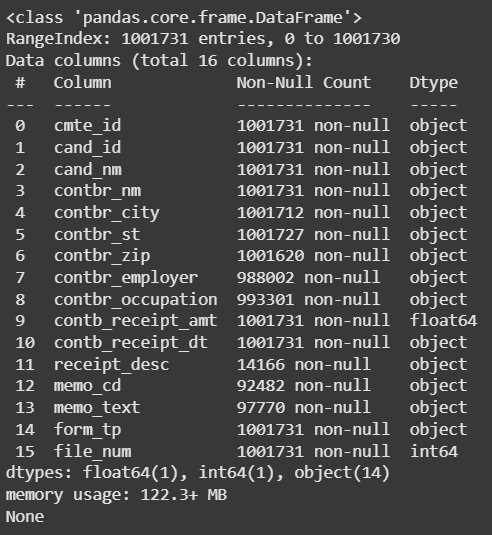 <class 'pandas.core.frame.DataFrame'>
RangeIndex: 1001731 entries, 0 to 1001730
Data columns (total 16 columns):
 #   Column             Non-Null Count    Dtype
---  ------             --------------    -----
 0   cmte_id            1001731 non-null  object
 1   cand_id            1001731 non-null  object
 2   cand_nm            1001731 non-null  object
 3   contbr_nm          1001731 non-null  object
 4   contbr_city        1001712 non-null  object
 5   contbr_st          1001727 non-null  object
 6   contbr_zip         1001620 non-null  object
 7   contbr_employer    988002 non-null   object
 8   contbr_occupation  993301 non-null   object
 9   contb_receipt_amt  1001731 non-null  float64
 10  contb_receipt_dt   1001731 non-null  object
 11  receipt_desc       14166 non-null    object
 12  memo_cd            92482 non-null    object
 13  memo_text          97770 non-null    object
 14  form_tp            1001731 non-null  object
 15  file_num           1001731 non-null  int64
dtypes: float64(1), int64(1), object(14)
memory usage: 122.3+ MB
None